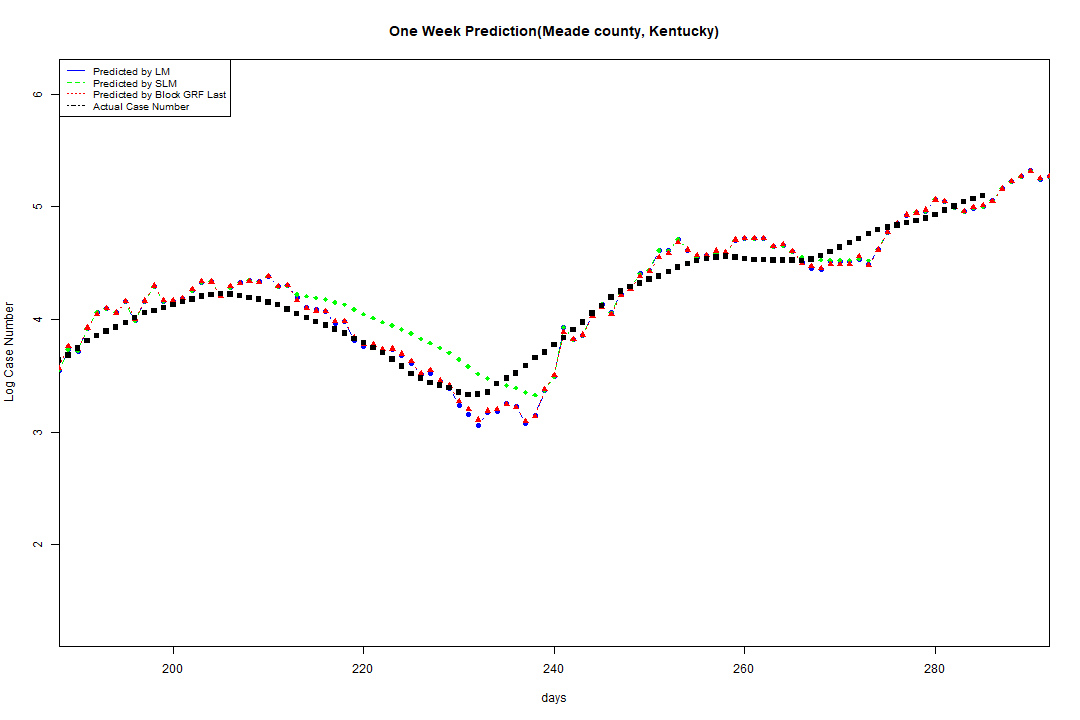 One Week Prediction(Meade county, Kentucky)
Predicted by LM
Predicted by SLM
Predicted by Block GRF Last
Actual Case Number
6
5
4
3
2
Log Case Number
200 220 240 260 280
days